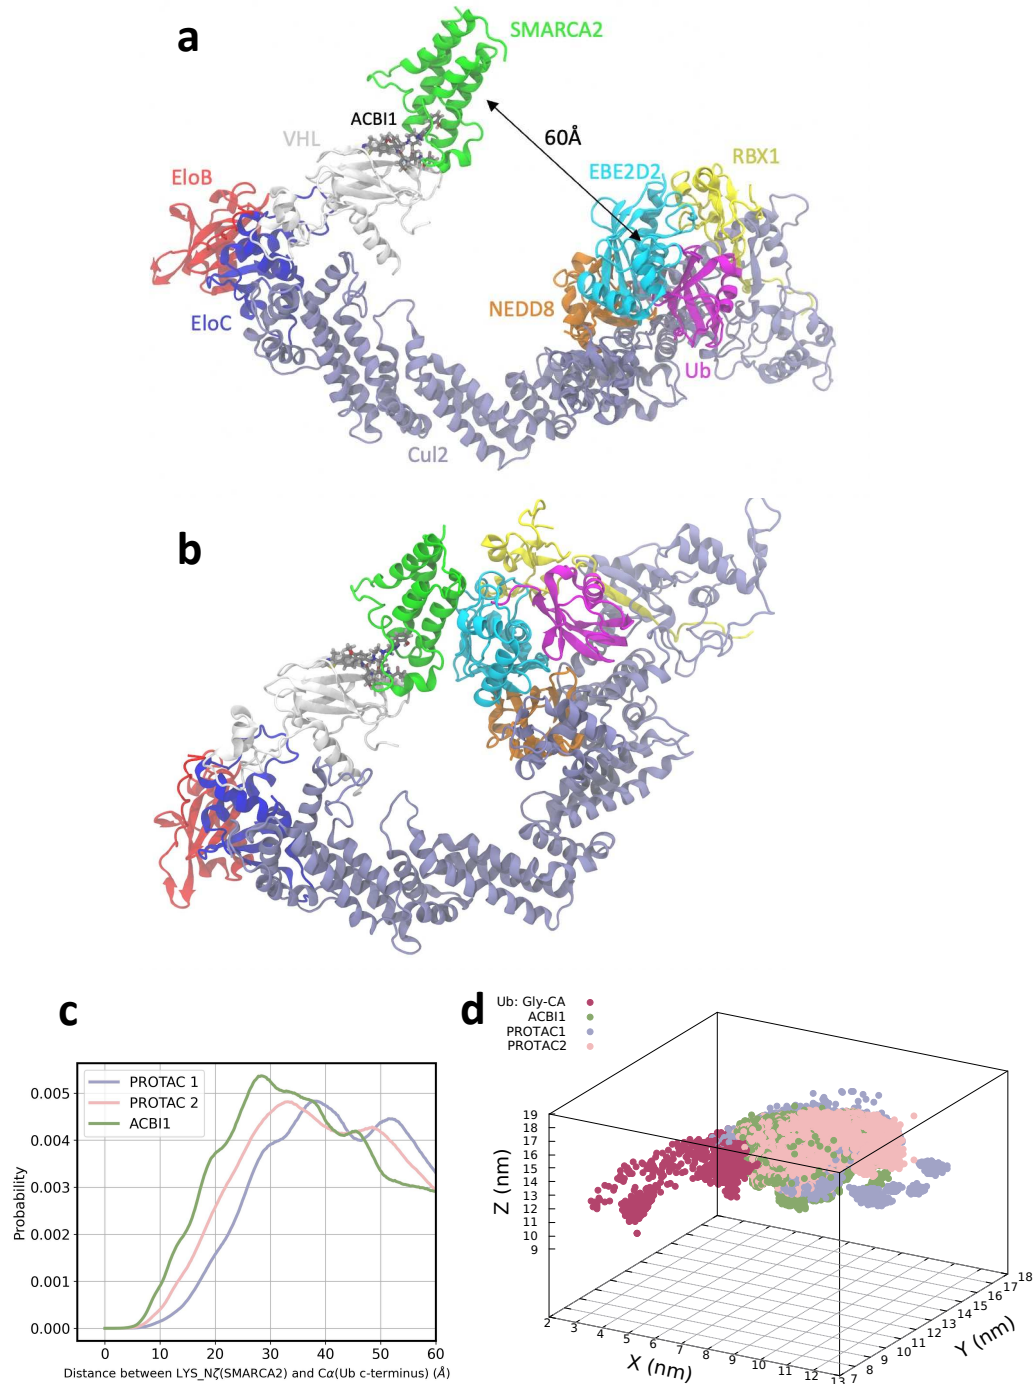 a
SMARCA2
ACBI1
VHL
60Å
RBX1
EBE2D2
EloB
NEDD8
EloC
Ub
Cul2
b
c
PROTAC 1
PROTAC 2
ACBI1
0.005
0.004
0.003
0.002
0.001
0.000
Probability
0 10 20 30 40 50 60
Distance between LYS_Nζ(SMARCA2) and Cα(Ub c-terminus) (Å)
d
Ub: Gly-CA
ACBI1
PROTAC1
PROTAC2
19
18
17
16
15
14
13
12
11
10
9
Z (nm)
2 3 4 5 6 7 8 9 10 11 12 13
X (nm)
7 8 9 10 11 12 13 14 15 16 17 18
Y (nm)